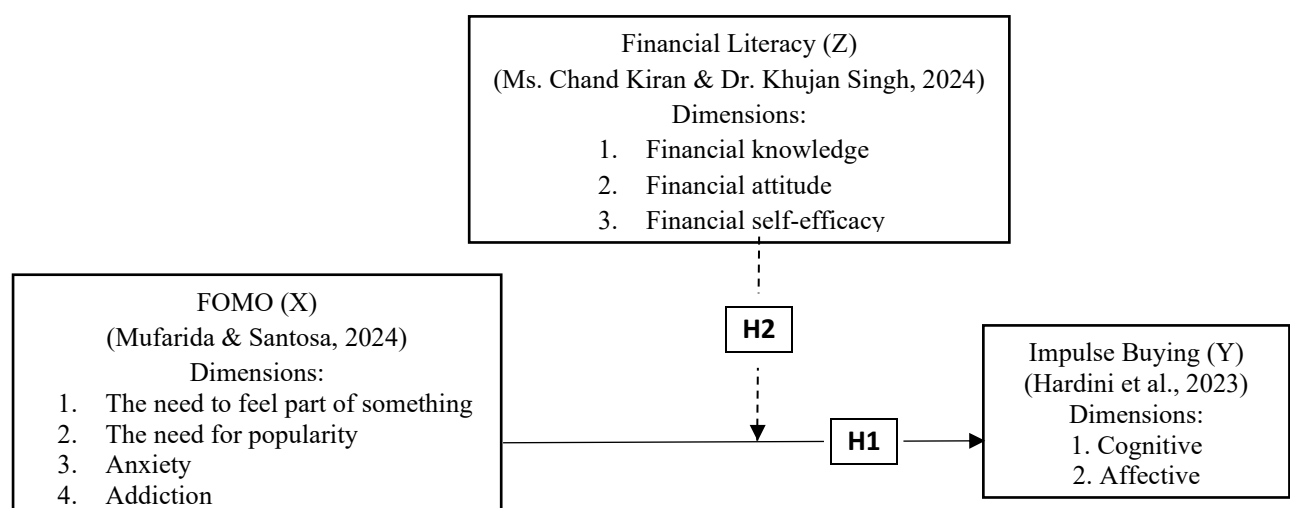 Financial Literacy (Z)
(Ms. Chand Kiran & Dr. Khujan Singh, 2024)
Dimensions:
1. Financial knowledge
2. Financial attitude
3. Financial self-efficacy
H2
FOMO (X)
(Mufarida & Santosa, 2024)
Dimensions:
1. The need to feel part of something
2. The need for popularity
3. Anxiety
4. Addiction
H1
Impulse Buying (Y)
(Hardini et al., 2023)
Dimensions:
1. Cognitive
2. Affective